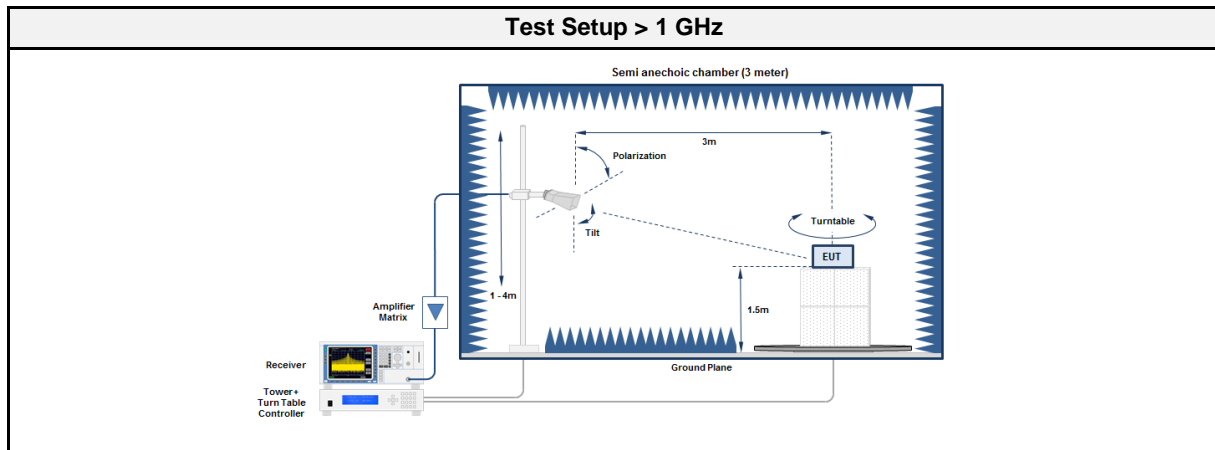 Test Setup > 1 GHz
Semi anechoic chamber (3 meter)
3m
Polarization
Turntable
Tilt
EUT
1 - 4m
1.5m
Amplifier
Matrix
Ground Plane
Receiver
Tower+
Turn Table
Controller